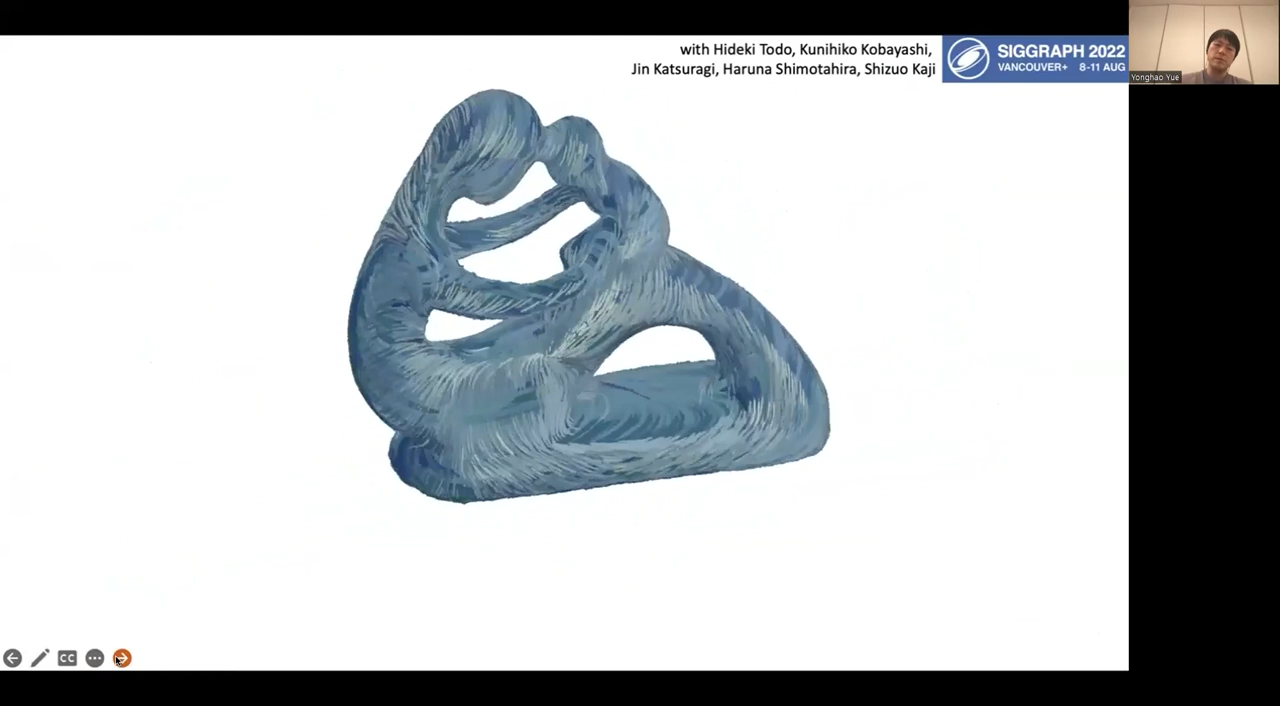 with Hideki Todo, Kunihiko Kobayashi,
Jin Katsuragi, Haruna Shimotahira, Shizuo Kaji
SIGGRAPH 2022
VANCOUVER+ 8-11 AUG
Yonghao Yue
CC